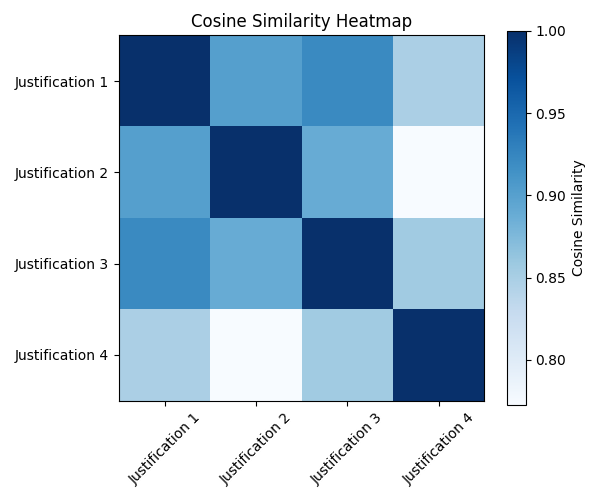 Cosine Similarity Heatmap
Justification 1
Justification 2
Justification 3
Justification 4
Justification 1
Justification 2
Justification 3
Justification 4
1.00
0.95
0.90
0.85
0.80
Cosine Similarity